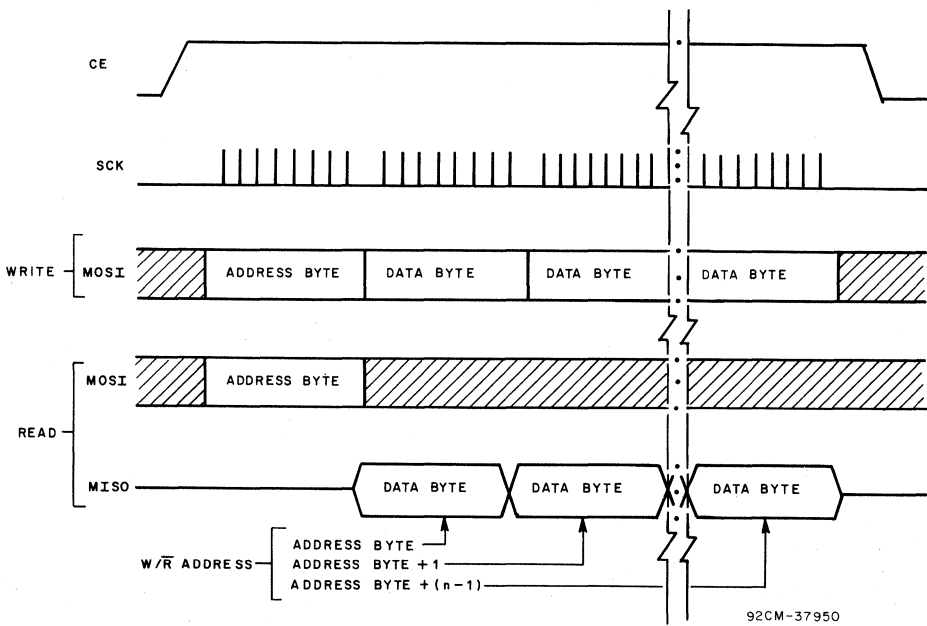 CE
SCK
WRITE
MOSI
ADDRESS BYTE
DATA BYTE
DATA BYTE
DATA BYTE
READ
MOSI
ADDRESS BYTE
MISO
DATA BYTE
DATA BYTE
DATA BYTE
W/R̅ ADDRESS
ADDRESS BYTE
ADDRESS BYTE +1
ADDRESS BYTE +(n-1)
92CM-37950